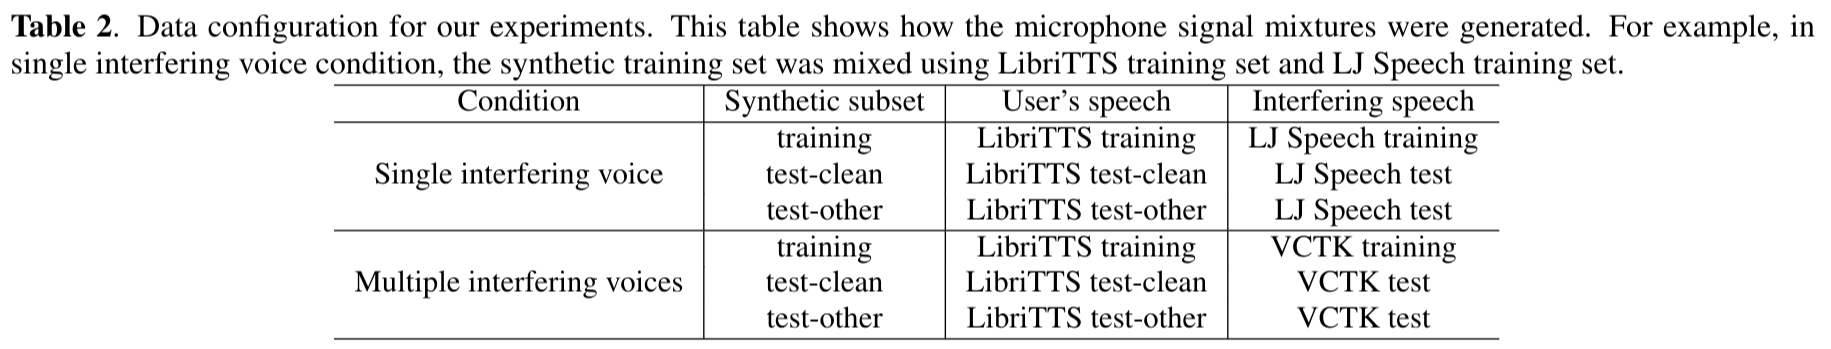 Table 2. Data configuration for our experiments. This table shows how the microphone signal mixtures were generated. For example, in
single interfering voice condition, the synthetic training set was mixed using LibriTTS training set and LJ Speech training set.
Condition Synthetic subset User's speech Interfering speech
training LibriTTS training LJ Speech training
Single interfering voice test-clean LibriTTS test-clean LJ Speech test
test-other LibriTTS test-other LJ Speech test
training LibriTTS training VCTK training
Multiple interfering voices test-clean LibriTTS test-clean VCTK test
test-other LibriTTS test-other VCTK test